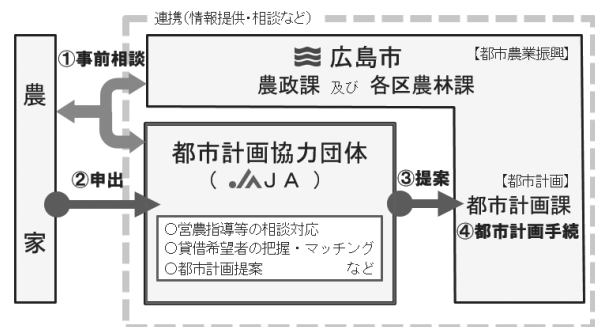 連携(情報提供・相談など)
①事前相談
広島市
【都市農業振興】
農政課 及び 各区農林課
農家
都市計画協力団体
( JA )
②申出
③提案
【都市計画】
都市計画課
④都市計画手続
○営農指導等の相談対応
○貸借希望者の把握・マッチング
○都市計画提案 など